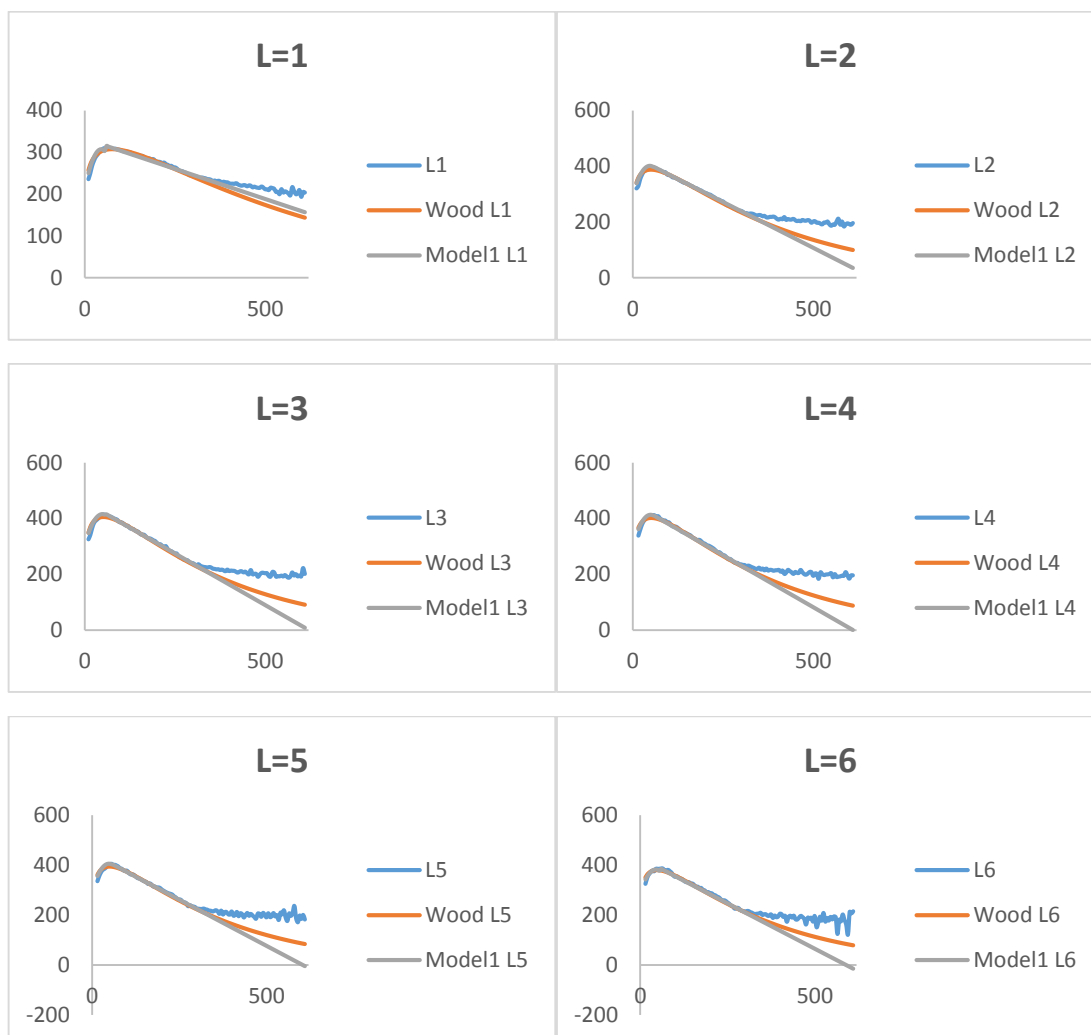 L=1
400
300
200
100
0
0 500
L1
Wood L1
Model1 L1
L=2
600
400
200
0
0 500
L2
Wood L2
Model1 L2
L=3
600
400
200
0
0 500
L3
Wood L3
Model1 L3
L=4
600
400
200
0
0 500
L4
Wood L4
Model1 L4
L=5
600
400
200
0
-200
0 500
L5
Wood L5
Model1 L5
L=6
600
400
200
0
-200
0 500
L6
Wood L6
Model1 L6